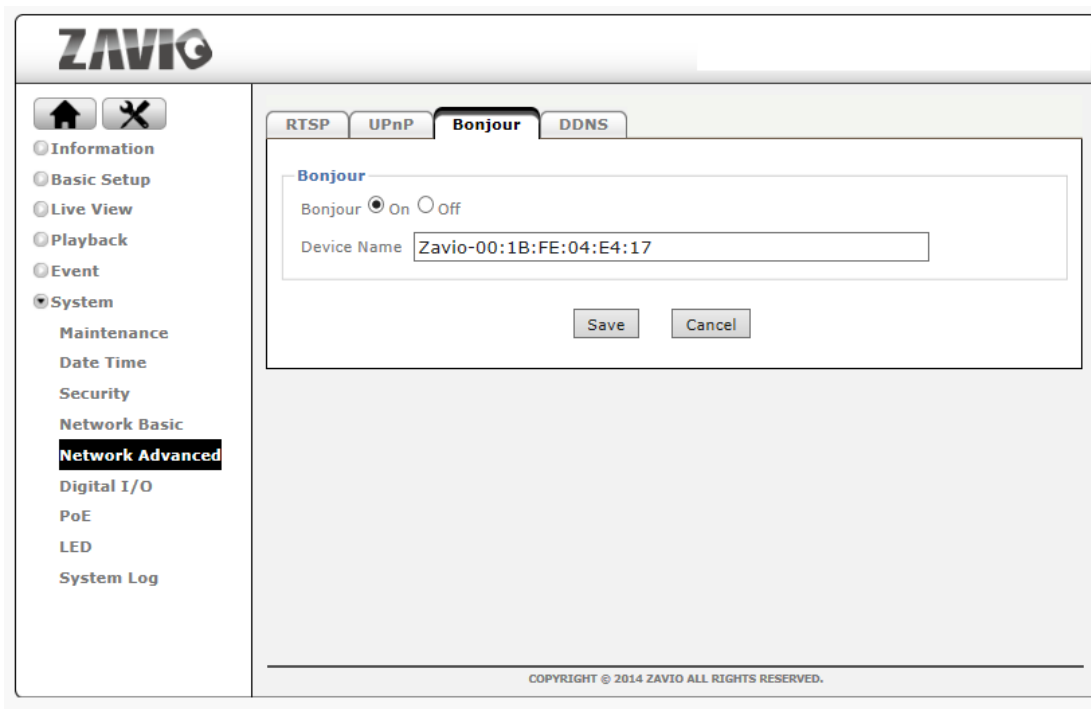 ZAVIO
RTSP UPnP Bonjour DDNS
Information
Basic Setup
Live View
Playback
Event
System
Maintenance
Date Time
Security
Network Basic
Network Advanced
Digital I/O
PoE
LED
System Log
Bonjour
Bonjour On Off
Device Name Zavio-00:1B:FE:04:E4:17
Save Cancel
COPYRIGHT © 2014 ZAVIO ALL RIGHTS RESERVED.